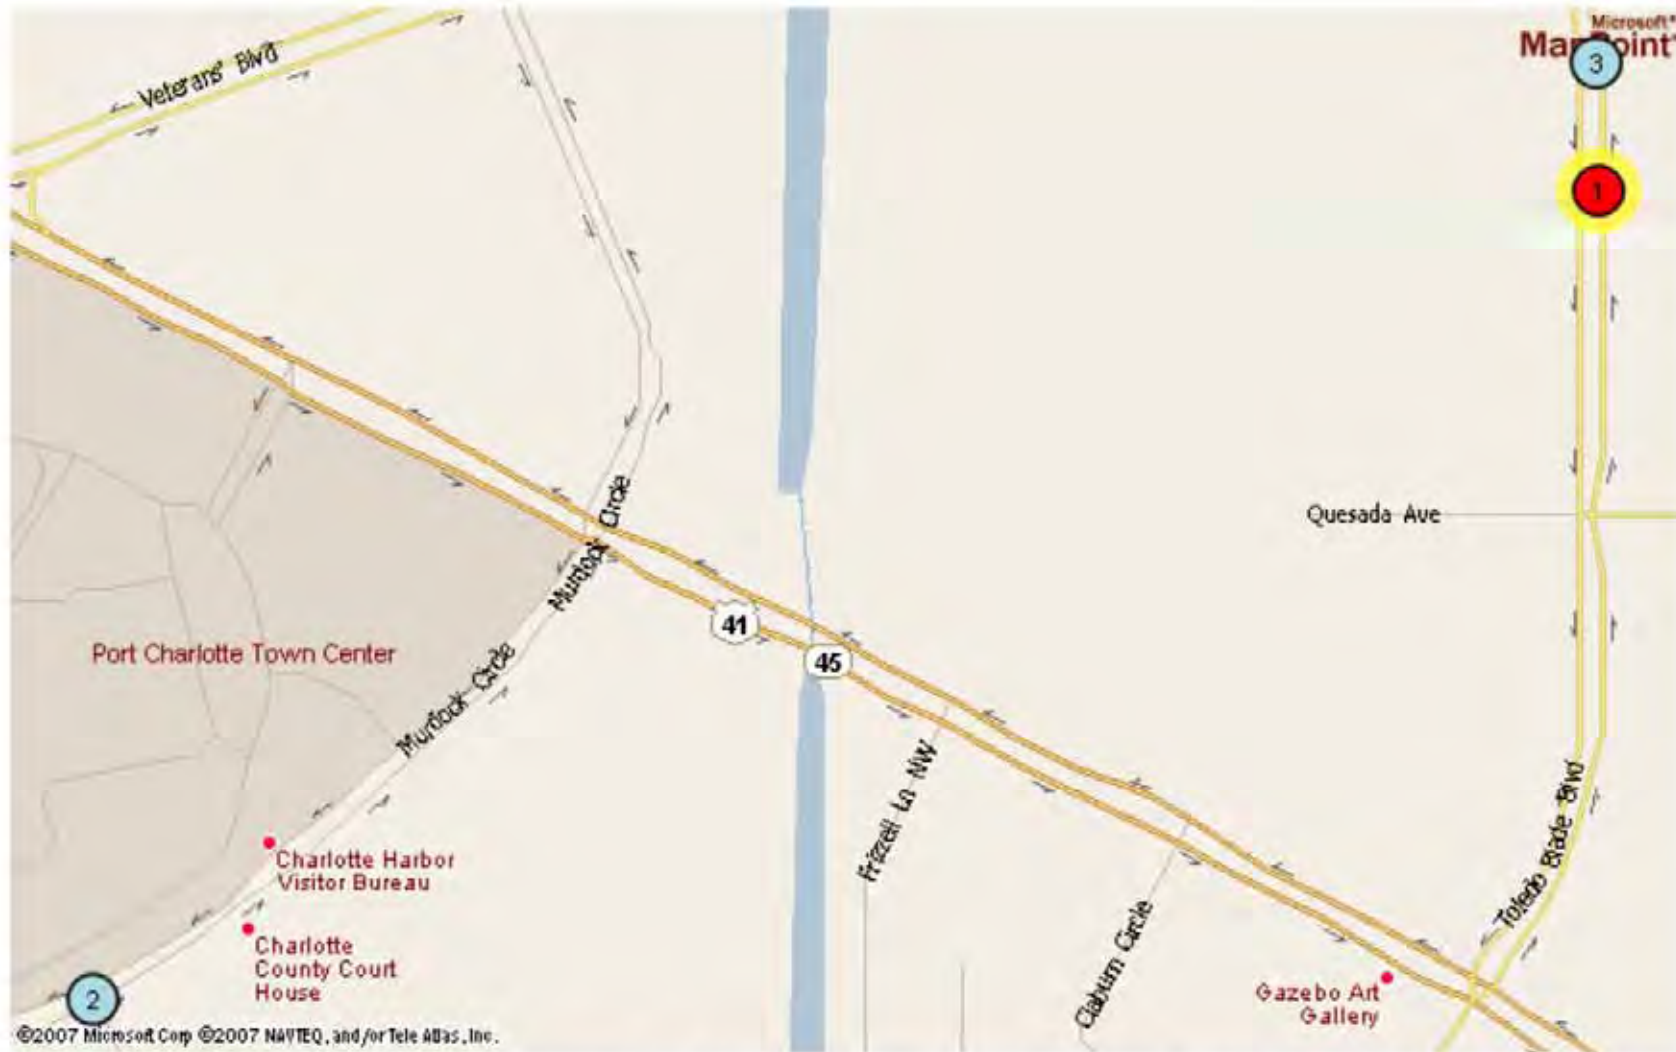 Microsoft®
MapPoint®
3
Veterans' Blvd
1
Murdock Circle
Quesada Ave
41
45
Port Charlotte Town Center
Murdock Circle
Frizzell Ln NW
Toledo Blade Blvd
Charlotte Harbor
Visitor Bureau
Claburn Circle
Charlotte
County Court
House
Gazebo Art
Gallery
2
©2007 Microsoft Corp ©2007 NAVTEQ, and/or Tele Atlas, Inc.